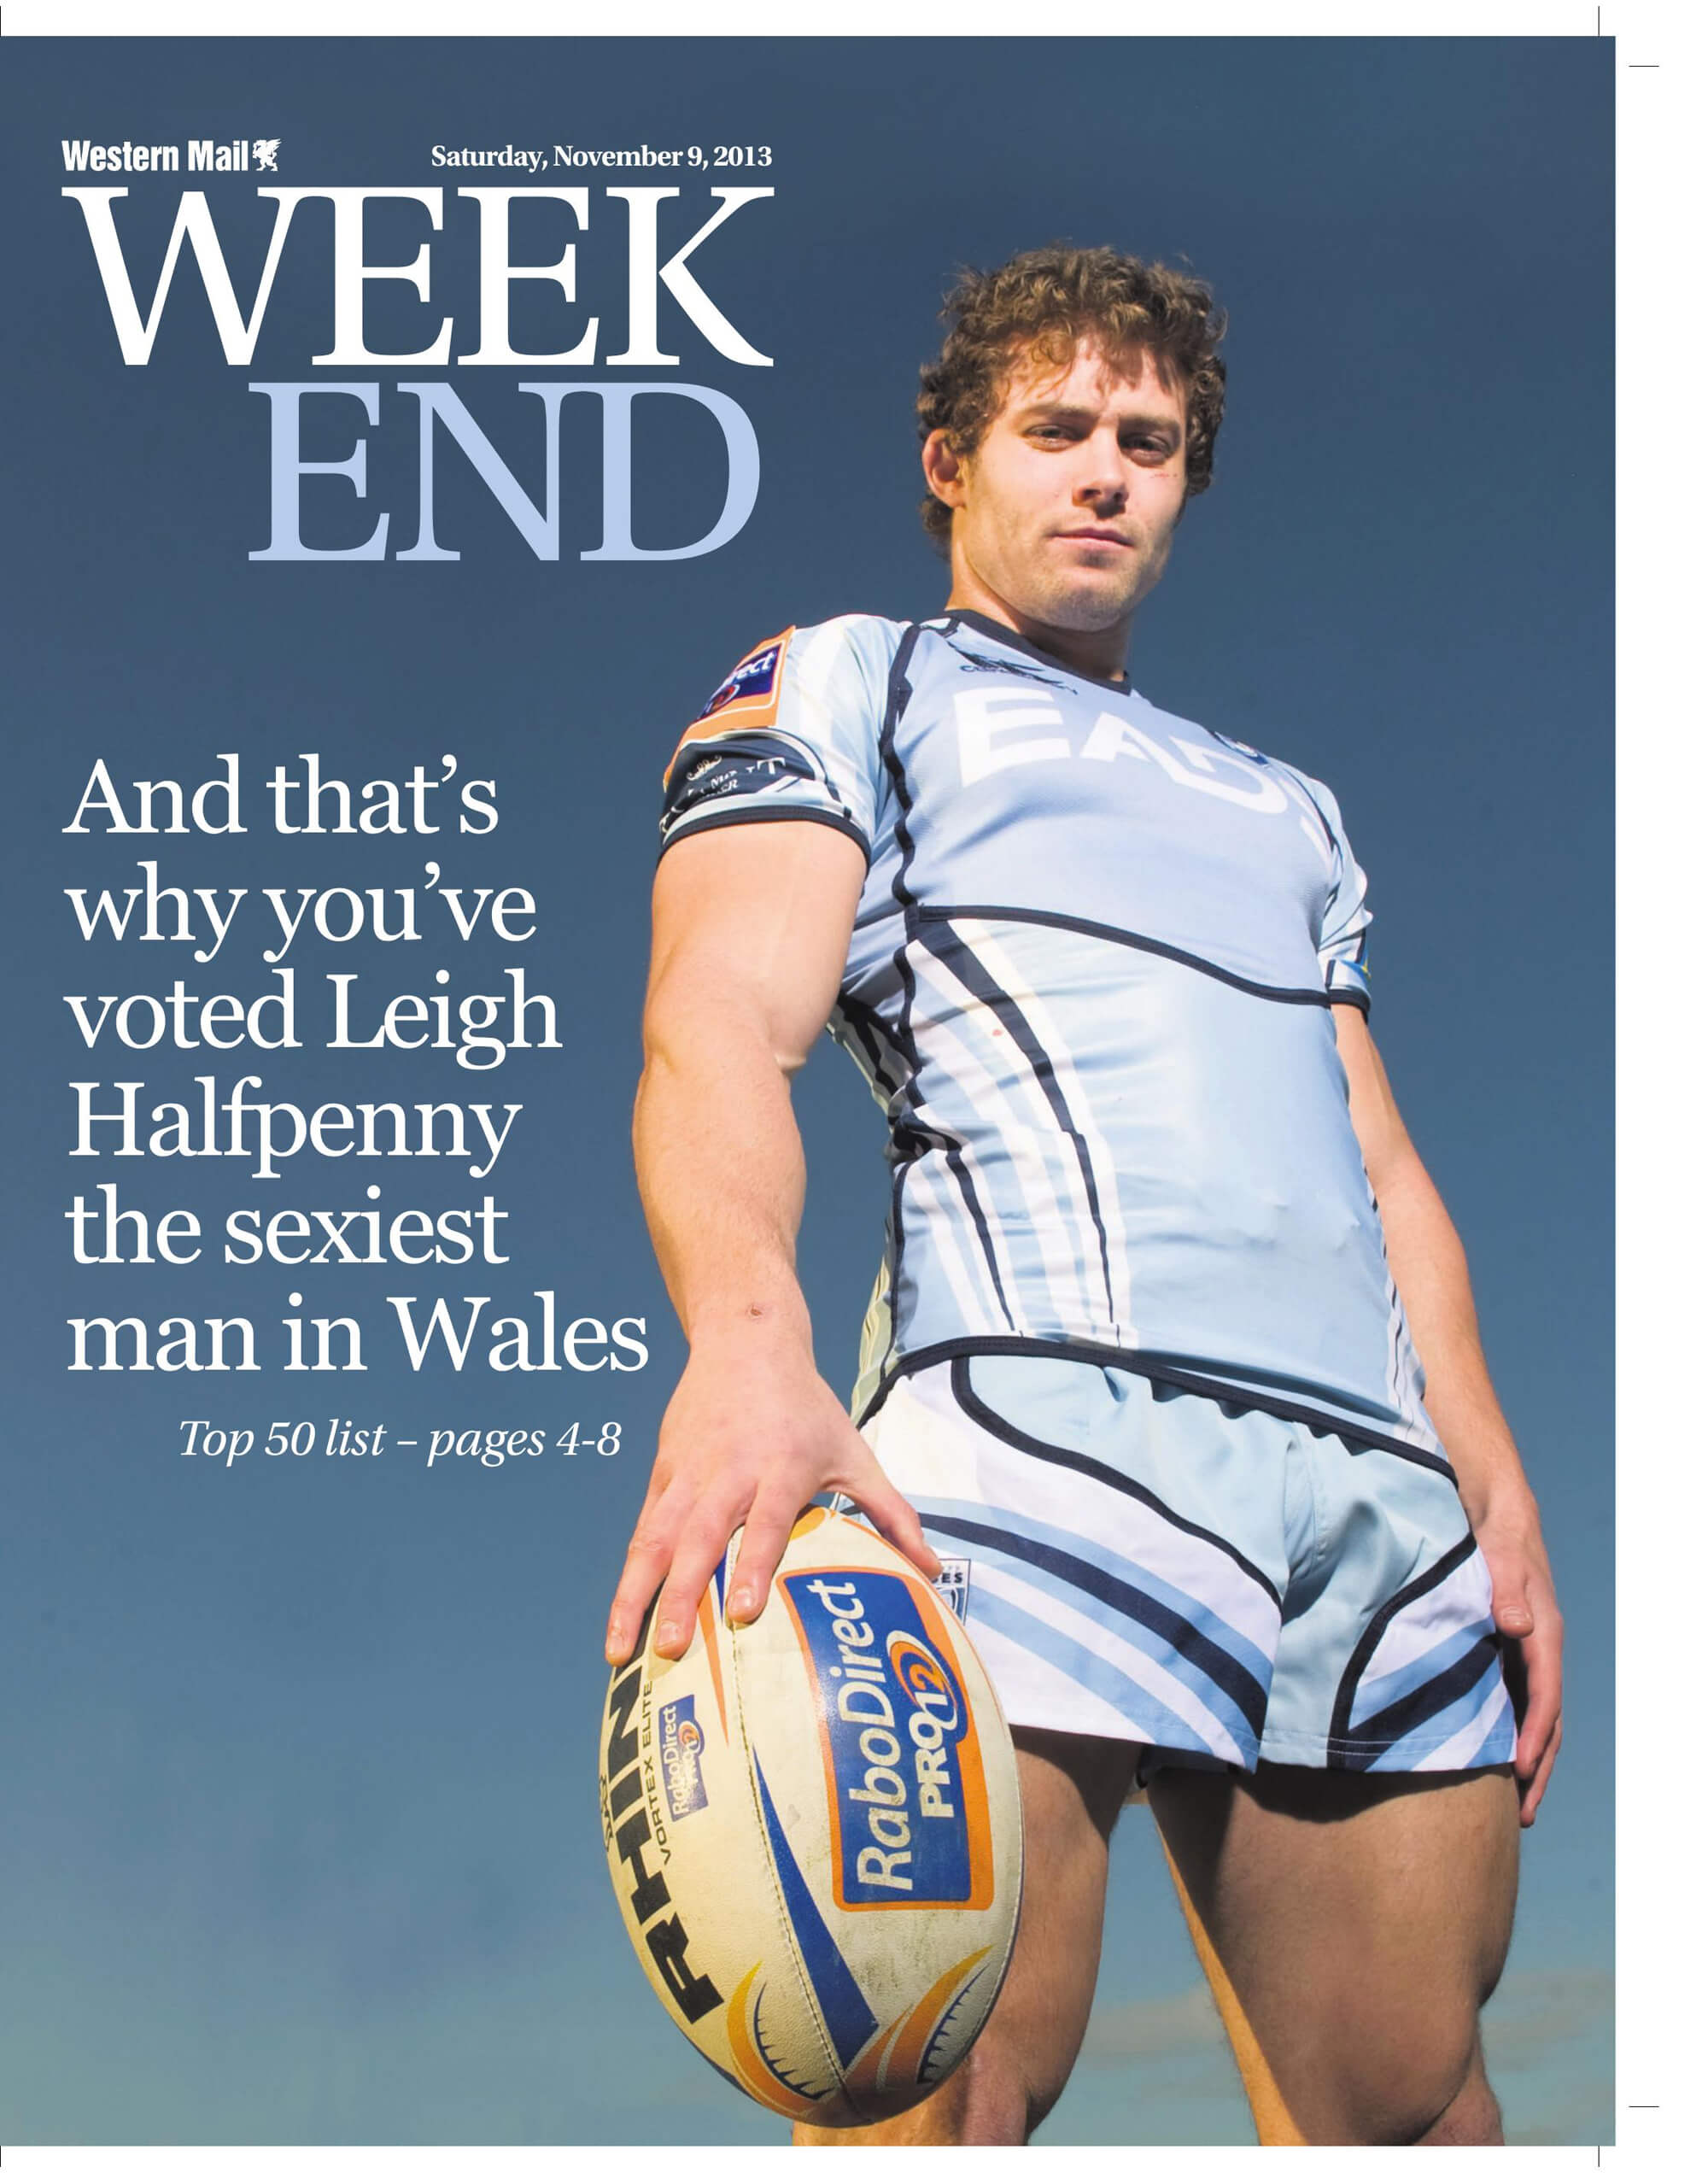 Western Mail
Saturday, November 9, 2013
WEEK
END
And that's
why you've
voted Leigh
Halfpenny
the sexiest
man in Wales
Top 50 list – pages 4-8
EADS
RaboDirect
PRO12
VORTEX ELITE
RaboDirect
PRO12